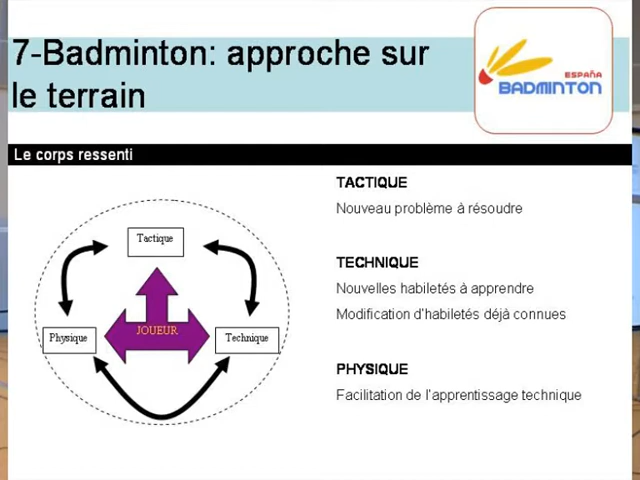 7-Badminton: approche sur
le terrain
ESPAÑA
BADMINTON
Le corps ressenti
TACTIQUE
Nouveau problème à résoudre
TECHNIQUE
Nouvelles habiletés à apprendre
Modification d'habiletés déjà connues
PHYSIQUE
Facilitation de l'apprentissage technique
Tactique
JOUEUR
Physique
Technique